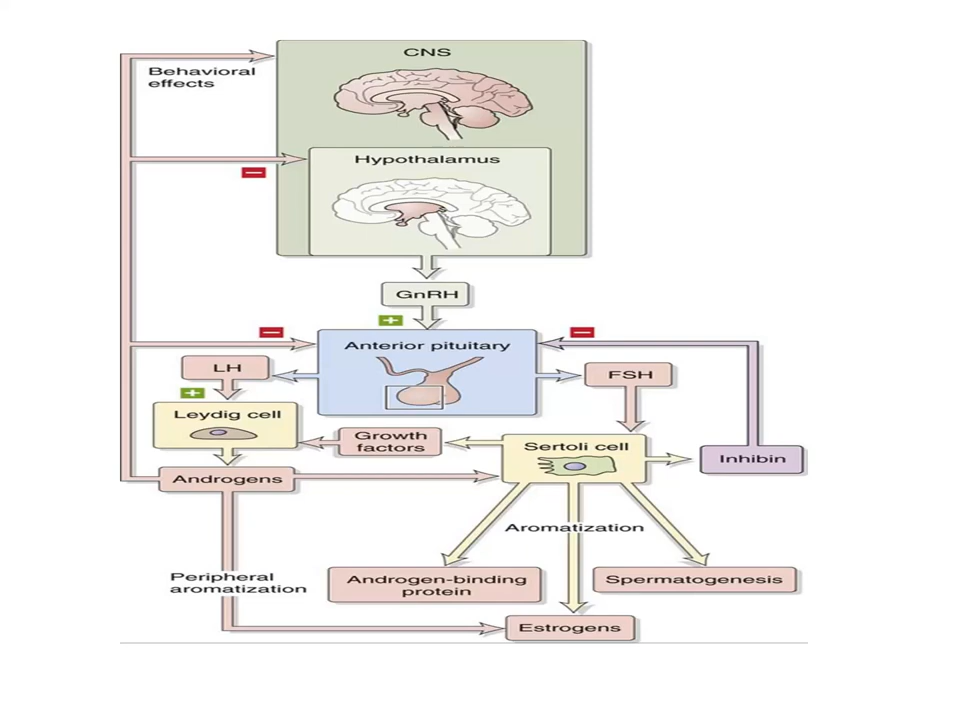 CNS
Behavioral
effects
Hypothalamus
−
GnRH
+
−
−
Anterior pituitary
LH
FSH
+
Leydig cell
Growth
factors
Sertoli cell
Inhibin
Androgens
Aromatization
Peripheral
aromatization
Androgen-binding
protein
Spermatogenesis
Estrogens